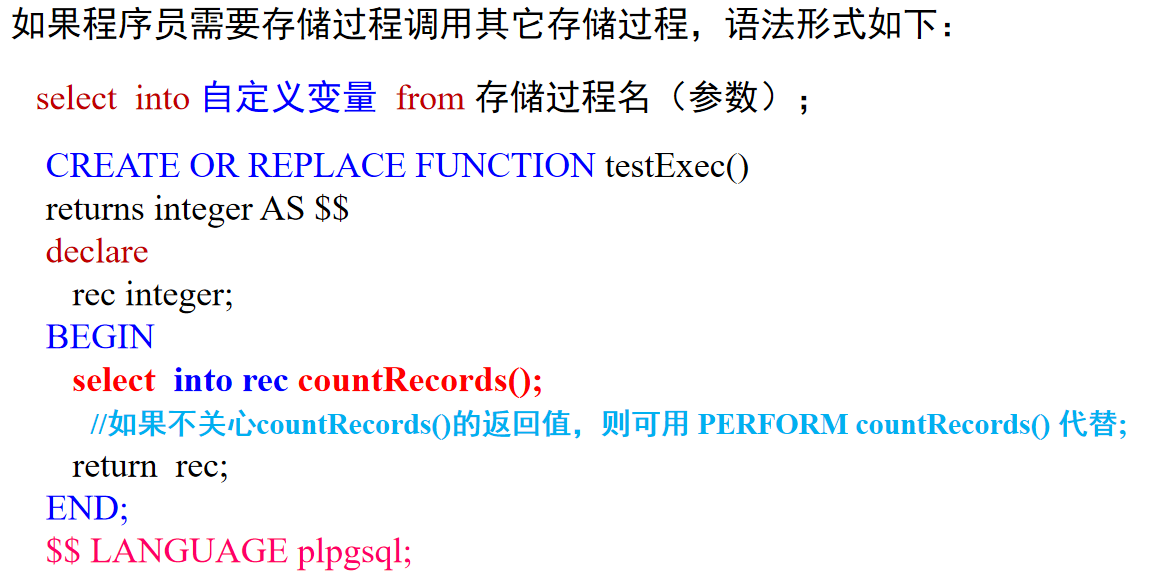 如果程序员需要存储过程调用其它存储过程，语法形式如下：
select into 自定义变量 from 存储过程名（参数）；
CREATE OR REPLACE FUNCTION testExec()
returns integer AS $$
declare
rec integer;
BEGIN
select into rec countRecords();
//如果不关心countRecords()的返回值，则可用 PERFORM countRecords() 代替;
return rec;
END;
$$ LANGUAGE plpgsql;